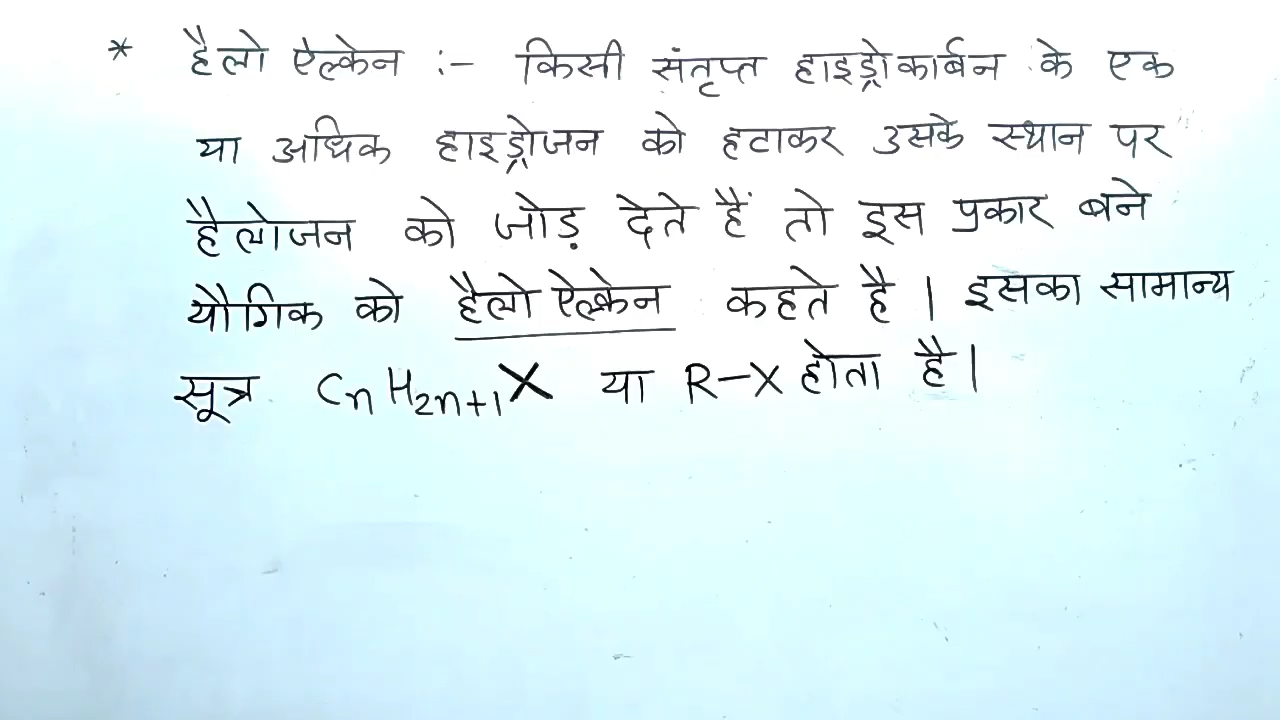 * हैलो ऐल्केन :- किसी संतृप्त हाइड्रोकार्बन के एक
या अधिक हाइड्रोजन को हटाकर उसके स्थान पर
हैलोजन को जोड़ देते हैं तो इस प्रकार बने
यौगिक को हैलो ऐल्केन कहते है । इसका सामान्य
सूत्र CnH2n+1X या R-X होता है ।